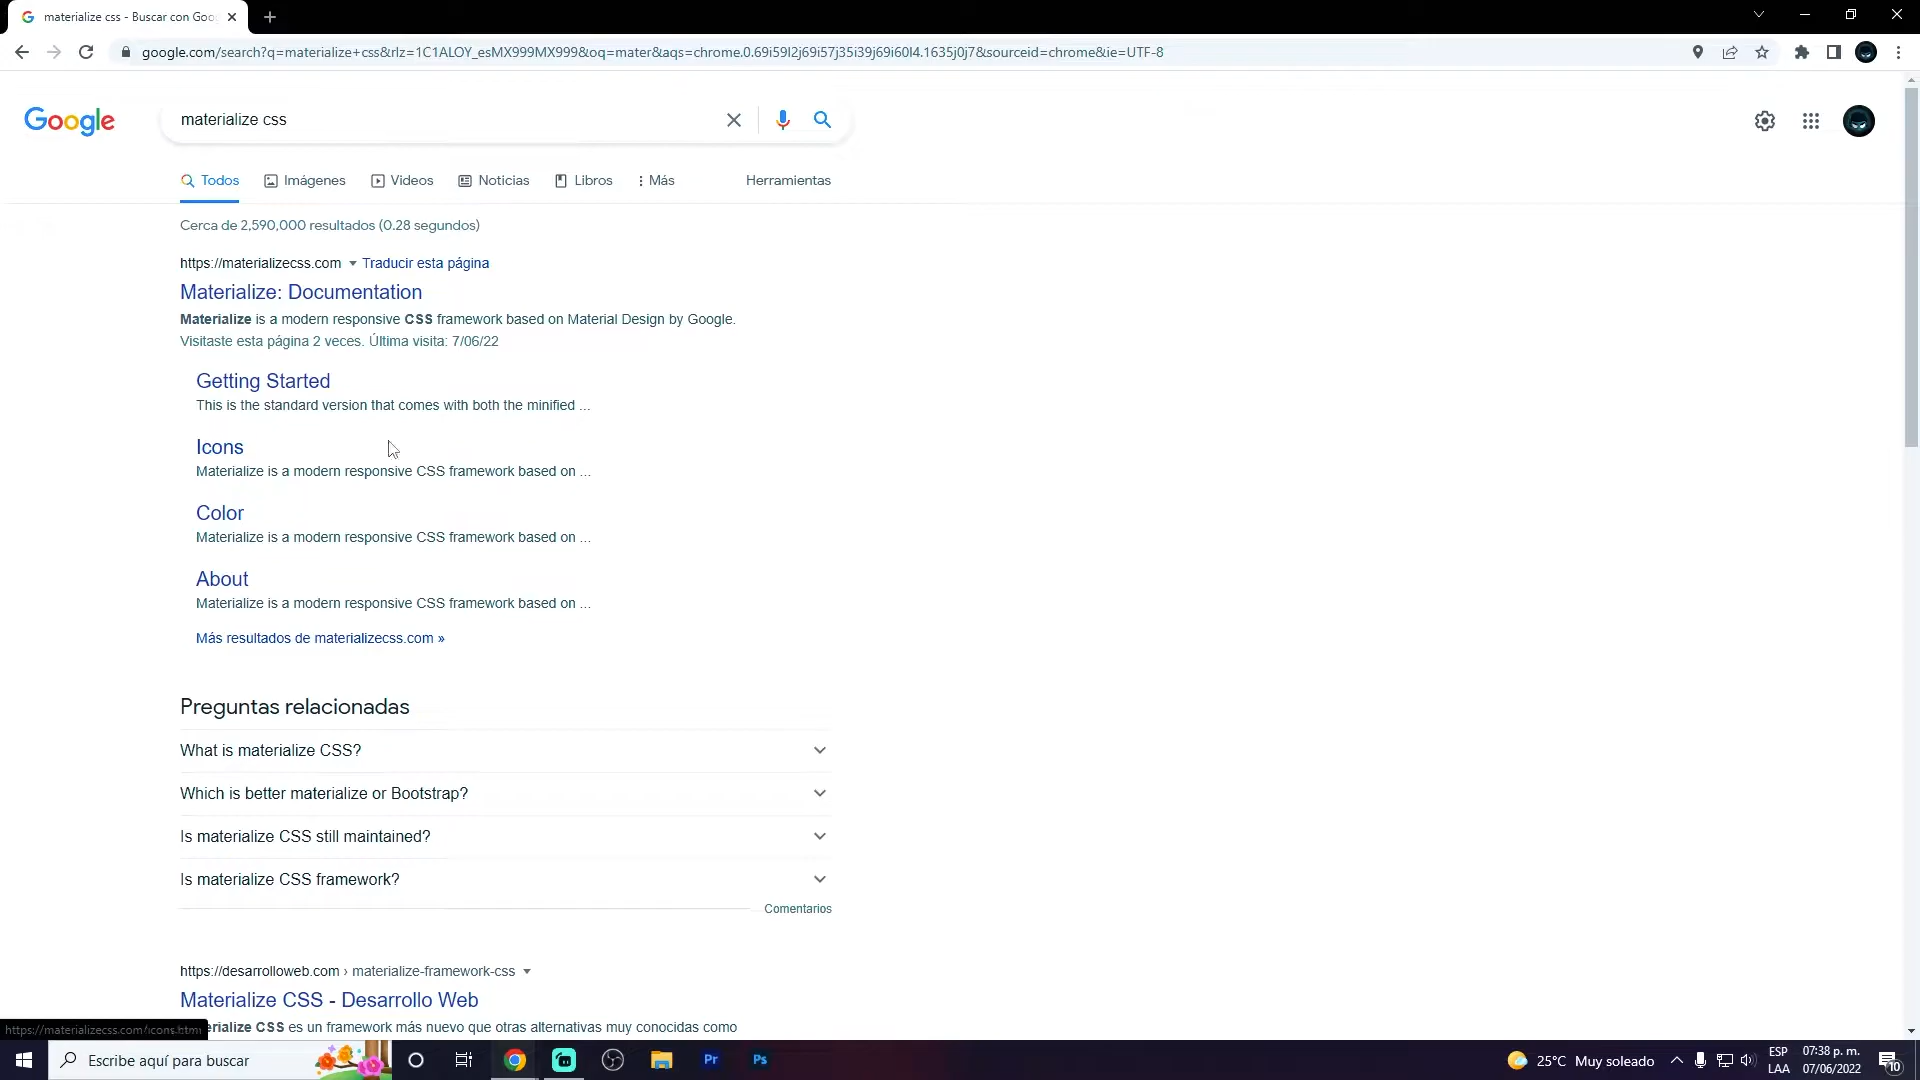 materialize css - Buscar con Goo
google.com/search?q=materialize+css&rlz=1C1ALOY_esMX999MX999&oq=mater&aqs=chrome.0.69i59l2j69i57j35i39j69i60l4.1635j0j7&sourceid=chrome&ie=UTF-8
Google
materialize css
Todos
Imágenes
Videos
Noticias
Libros
Más
Herramientas
Cerca de 2,590,000 resultados (0.28 segundos)
https://materializecss.com Traducir esta página
Materialize: Documentation
Materialize is a modern responsive CSS framework based on Material Design by Google.
Visitaste esta página 2 veces. Última visita: 7/06/22
Getting Started
This is the standard version that comes with both the minified ...
Icons
Materialize is a modern responsive CSS framework based on ...
Color
Materialize is a modern responsive CSS framework based on ...
About
Materialize is a modern responsive CSS framework based on ...
Más resultados de materializecss.com »
Preguntas relacionadas
What is materialize CSS?
Which is better materialize or Bootstrap?
Is materialize CSS still maintained?
Is materialize CSS framework?
Comentarios
https://desarrolloweb.com › materialize-framework-css
Materialize CSS - Desarrollo Web
erialize CSS es un framework más nuevo que otras alternativas muy conocidas como
https://materializecss.com/icons.html
Escribe aquí para buscar
Pr
Ps
25°C Muy soleado
ESP
LAA
07:38 p. m.
07/06/2022
10